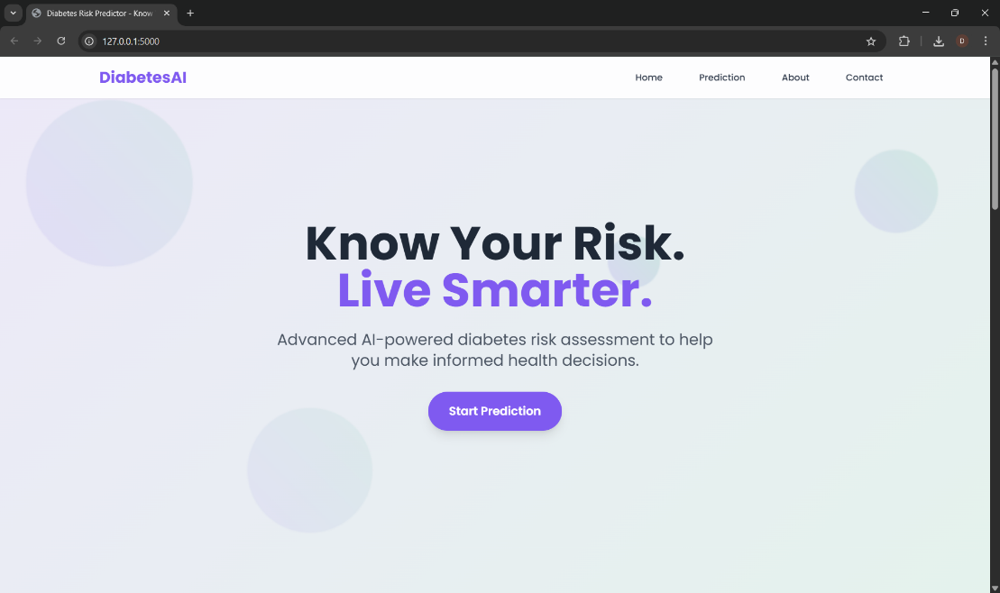 Diabetes Risk Predictor - Know
127.0.0.1:5000
D
DiabetesAI
Home
Prediction
About
Contact
Know Your Risk.
Live Smarter.
Advanced AI-powered diabetes risk assessment to help
you make informed health decisions.
Start Prediction